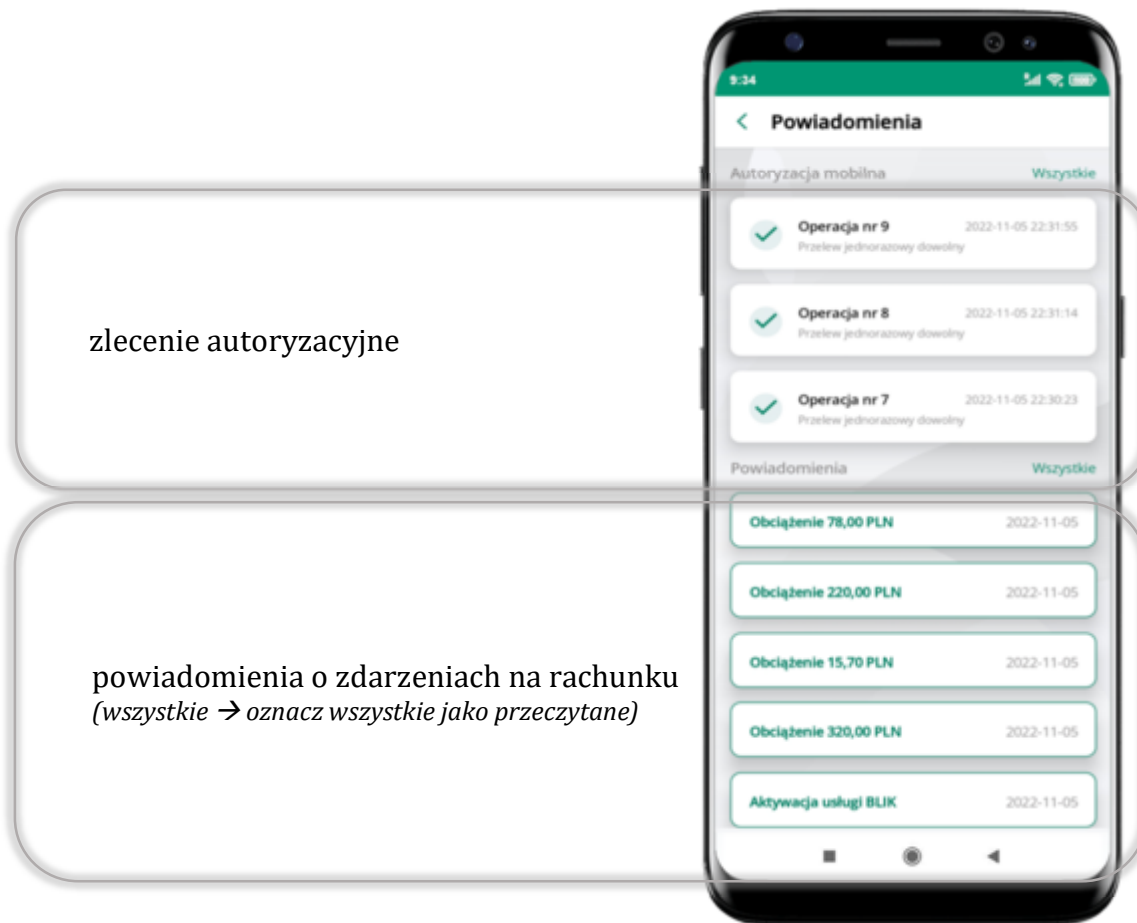 9:34
Powiadomienia
Autoryzacja mobilna Wszystkie
Operacja nr 9 2022-11-05 22:31:55
Przelew jednorazowy dowolny
Operacja nr 8 2022-11-05 22:31:14
Przelew jednorazowy dowolny
zlecenie autoryzacyjne
Operacja nr 7 2022-11-05 22:30:23
Przelew jednorazowy dowolny
Powiadomienia Wszystkie
Obciążenie 78,00 PLN 2022-11-05
Obciążenie 220,00 PLN 2022-11-05
Obciążenie 15,70 PLN 2022-11-05
powiadomienia o zdarzeniach na rachunku
(wszystkie → oznacz wszystkie jako przeczytane)
Obciążenie 320,00 PLN 2022-11-05
Aktywacja usługi BLIK 2022-11-05